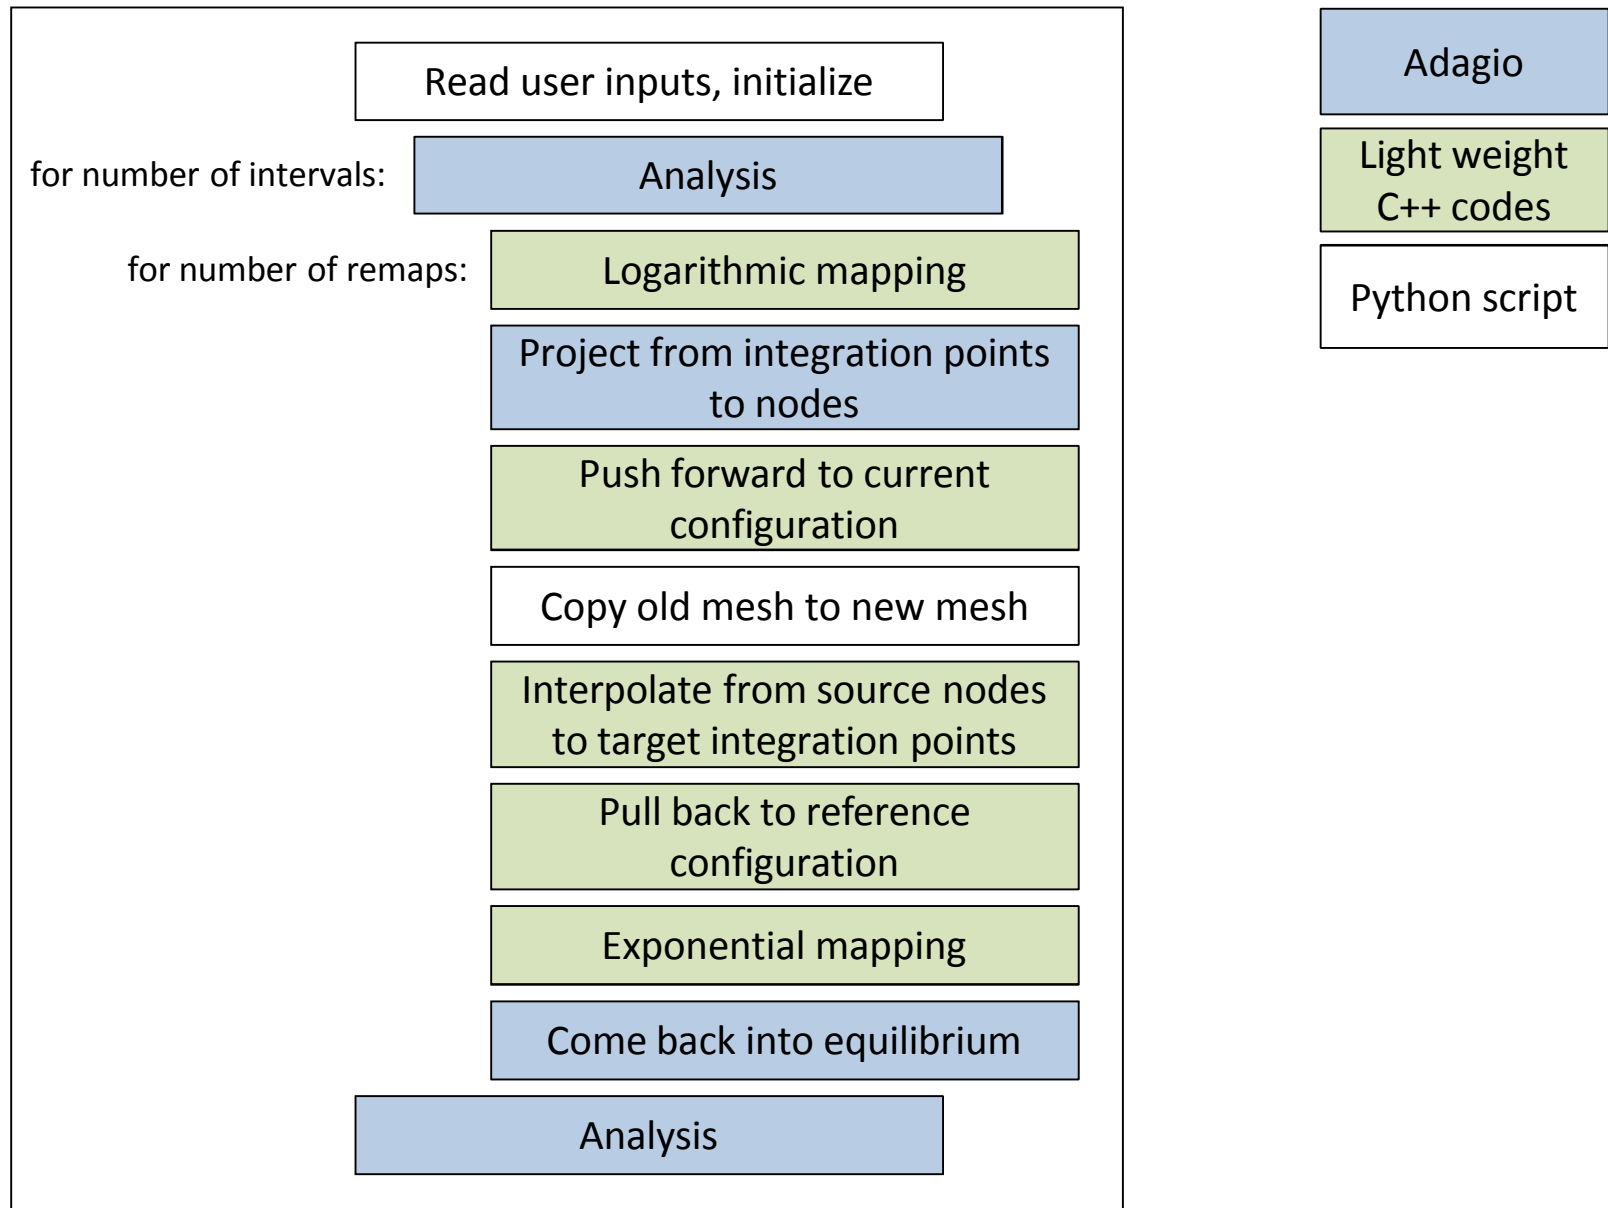 Read user inputs, initialize
for number of intervals:
Analysis
for number of remaps:
Logarithmic mapping
Project from integration points
to nodes
Push forward to current
configuration
Copy old mesh to new mesh
Interpolate from source nodes
to target integration points
Pull back to reference
configuration
Exponential mapping
Come back into equilibrium
Analysis
Adagio
Light weight
C++ codes
Python script